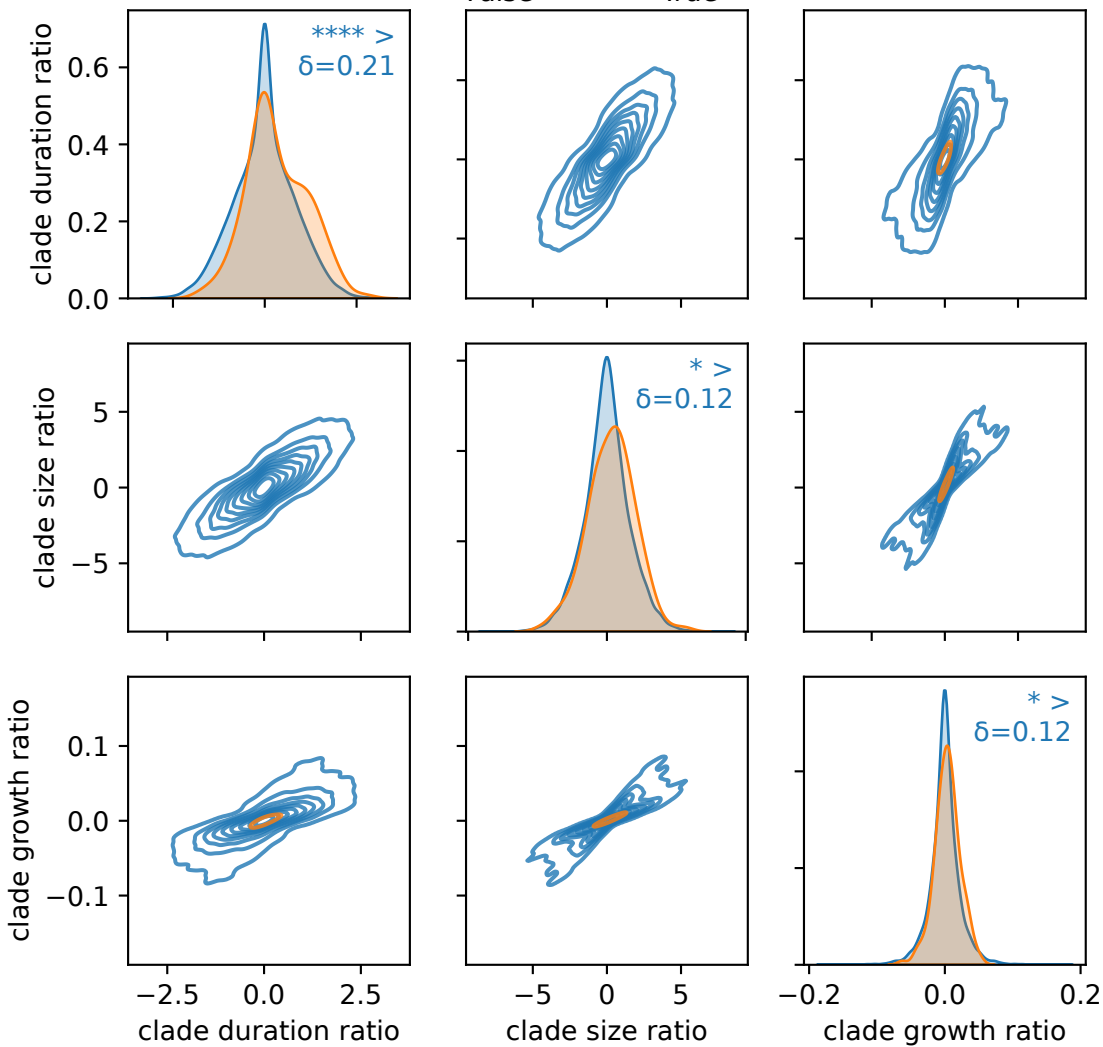 **** >
δ=0.21
clade duration ratio
0.6
0.4
0.2
0.0
* >
δ=0.12
clade size ratio
5
0
−5
* >
δ=0.12
clade growth ratio
0.1
0.0
−0.1
−2.5 0.0 2.5
−5 0 5
−0.2 0.0 0.2
clade duration ratio
clade size ratio
clade growth ratio